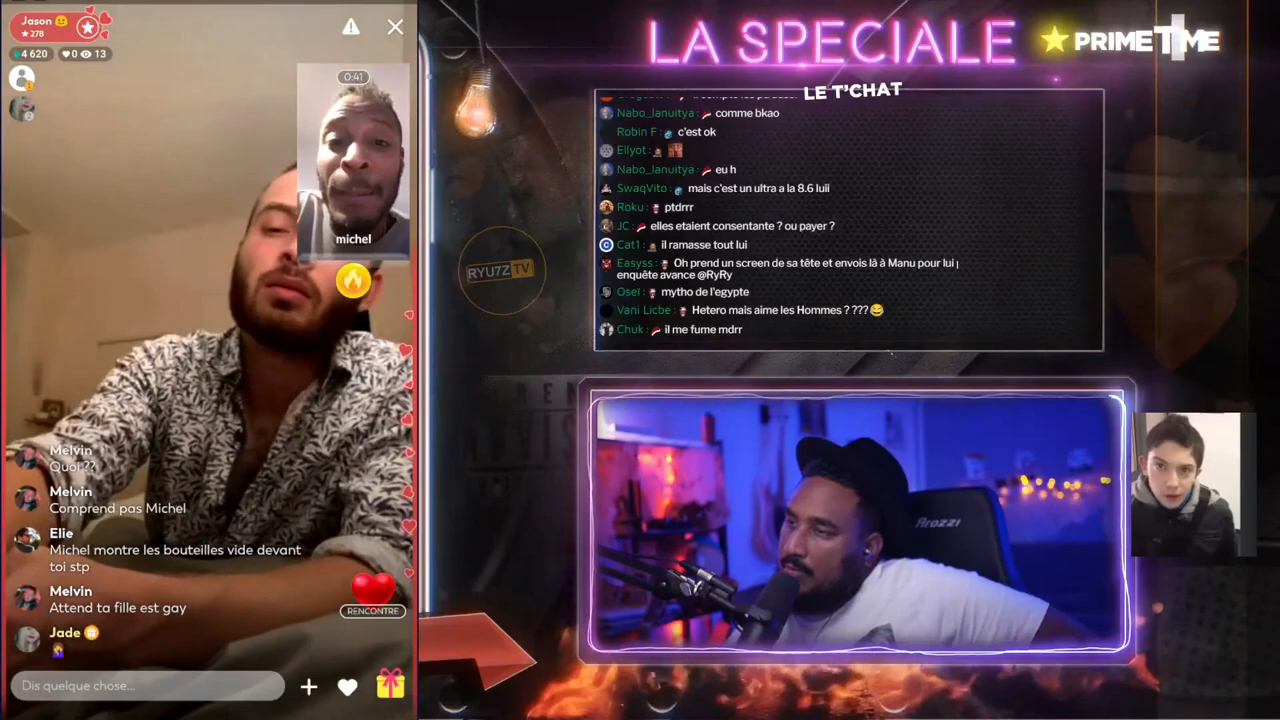 Jason
★278
4 620
0
13
0:41
michel
Melvin
Quoi ??
Melvin
Comprend pas Michel
Elie
Michel montre les bouteilles vide devant
toi stp
Melvin
Attend ta fille est gay
RENCONTRE
Jade
Dis quelque chose...
LA SPECIALE
PRIMETIME
LE T'CHAT
Nabo_lanuitya : comme bkao
Robin F : c'est ok
Ellyot :
Nabo_lanuitya : eu h
SwaqVito : mais c'est un ultra a la 8.6 luii
Roku : ptdrrr
JC : elles etaient consentante ? ou payer ?
Cat1 : il ramasse tout lui
Easyss : Oh prend un screen de sa tête et envois là à Manu pour lui
enquête avance @RyRy
Oseï : mytho de l'egypte
Vani Licbe : Hetero mais aime les Hommes ? ??? 😂
Chuk : il me fume mdrr
RYU7Z TV
Arozzi